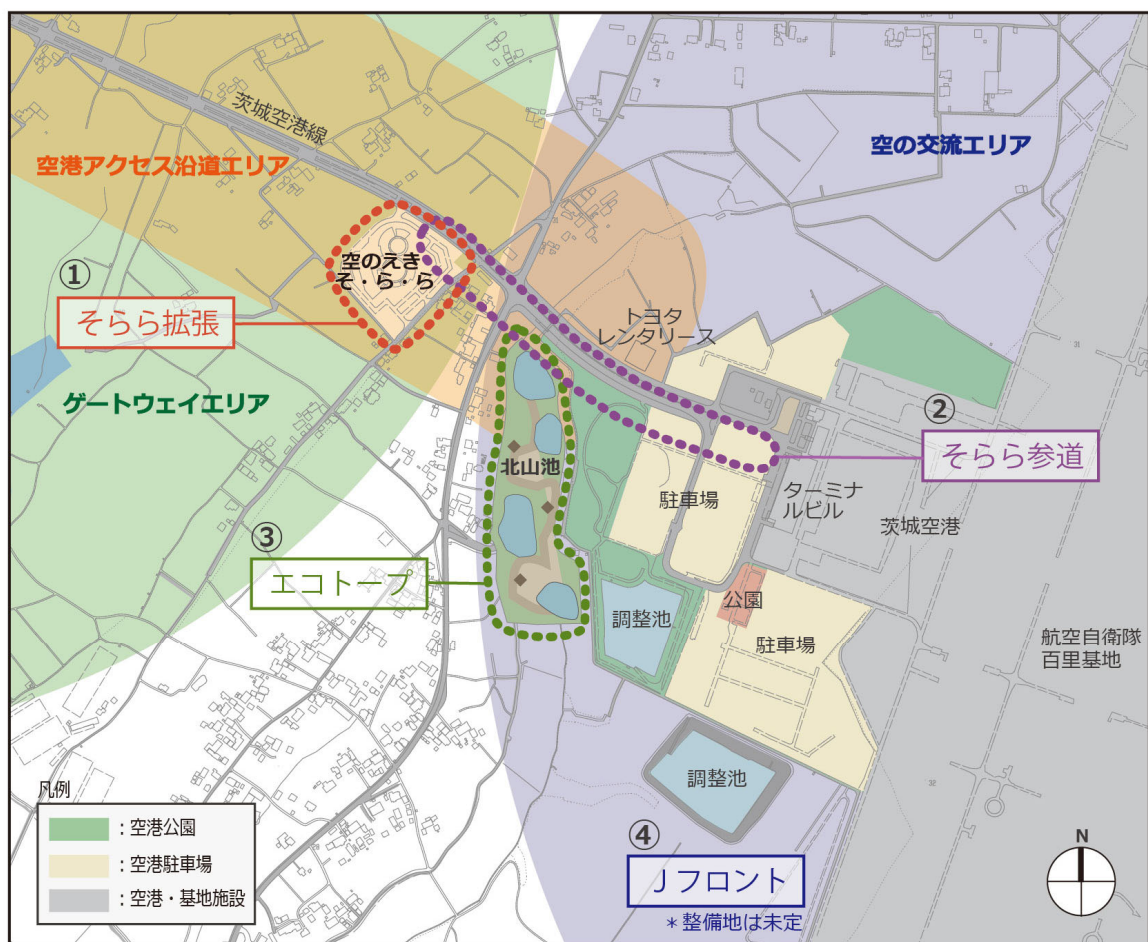 茨城空港線
空港アクセス沿道エリア
空の交流エリア
①
そらら拡張
空のえき
そ・ら・ら
トヨタ
レンタリース
ゲートウェイエリア
②
そらら参道
北山池
駐車場
ターミナ
ルビル
茨城空港
③
エコトープ
調整池
公園
駐車場
航空自衛隊
百里基地
調整池
④
Jフロント
＊整備地は未定
凡例
：空港公園
：空港駐車場
：空港・基地施設
N
31
32